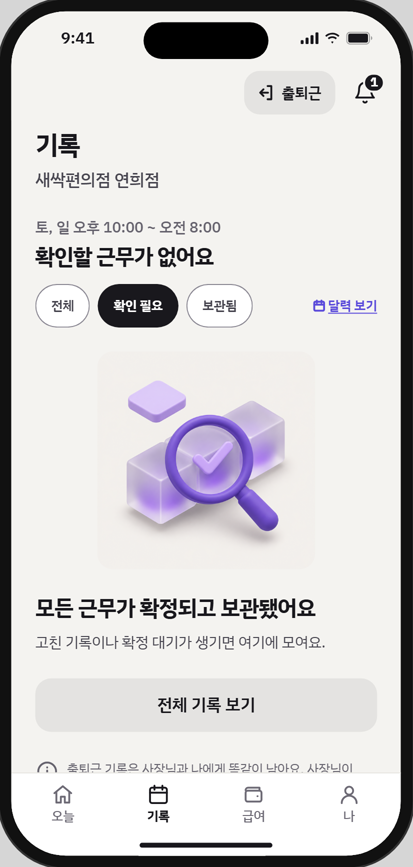 9:41
출퇴근
1
기록
새싹편의점 연희점
토, 일 오후 10:00 ~ 오전 8:00
확인할 근무가 없어요
전체
확인 필요
보관됨
달력 보기
모든 근무가 확정되고 보관됐어요
고친 기록이나 확정 대기가 생기면 여기에 모여요.
전체 기록 보기
출퇴근 기록은 사장님과 나에게 똑같이 남아요. 사장님이
오늘
기록
급여
나